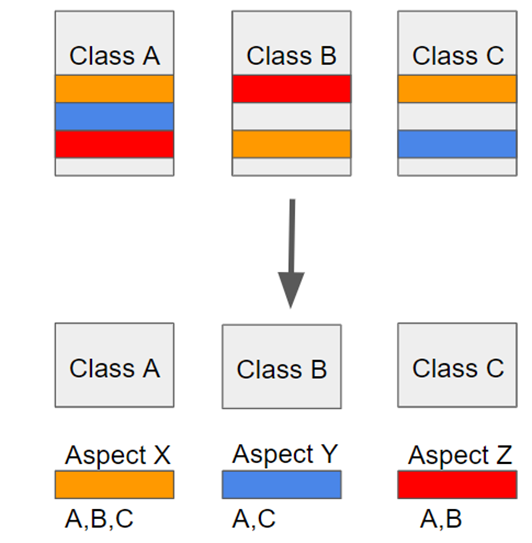 Class A
Class B
Class C
Class A
Class B
Class C
Aspect X
Aspect Y
Aspect Z
A,B,C
A,C
A,B